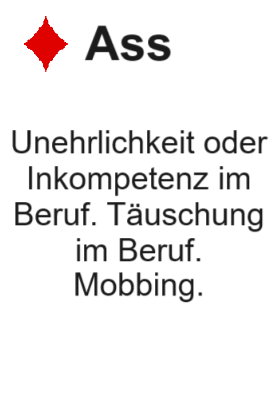 Ass
Unehrlichkeit oder
Inkompetenz im
Beruf. Täuschung
im Beruf.
Mobbing.